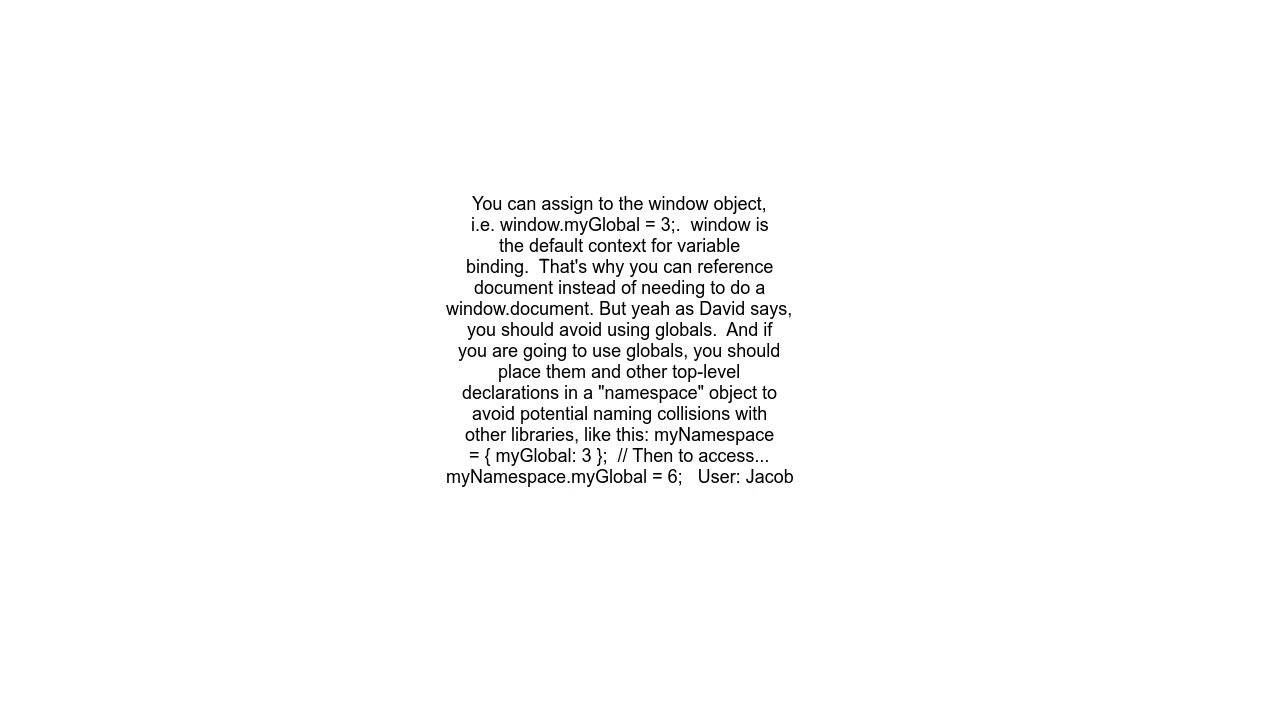 You can assign to the window object,
i.e. window.myGlobal = 3;.  window is
the default context for variable
binding.  That's why you can reference
document instead of needing to do a
window.document. But yeah as David says,
you should avoid using globals.  And if
you are going to use globals, you should
place them and other top-level
declarations in a "namespace" object to
avoid potential naming collisions with
other libraries, like this: myNamespace
= { myGlobal: 3 };  // Then to access...
myNamespace.myGlobal = 6;   User: Jacob